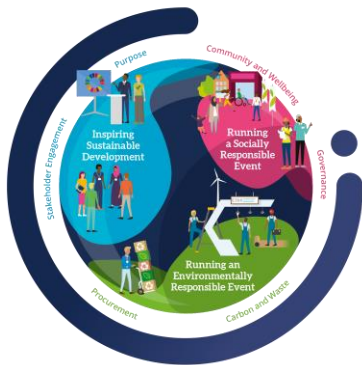 Purpose
Community and Wellbeing
Stakeholder Engagement
Inspiring
Sustainable
Development
Running
a Socially
Responsible
Event
Governance
Running an
Environmentally
Responsible Event
Procurement
Carbon and Waste